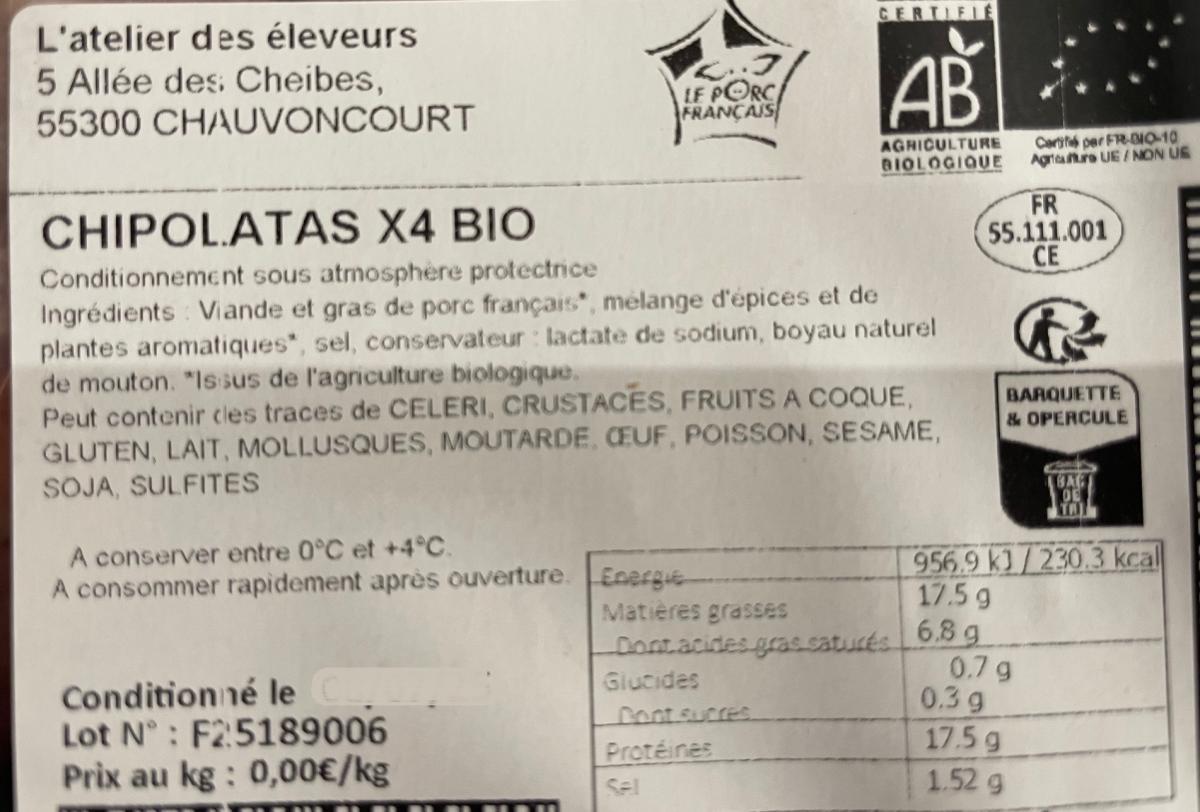 L'atelier des éleveurs
5 Allée des Cheibes,
55300 CHAUVONCOURT
LE PORC
FRANÇAIS
CERTIFIÉ
AB
AGRICULTURE
BIOLOGIQUE
Certifié par FR-BIO-10
Agriculture UE / NON UE
CHIPOLATAS X4 BIO
FR
55.111.001
CE
Conditionnement sous atmosphère protectrice
Ingrédients : Viande et gras de porc français*, mélange d'épices et de
plantes aromatiques*, sel, conservateur : lactate de sodium, boyau naturel
de mouton. *Issus de l'agriculture biologique.
Peut contenir des traces de CELERI, CRUSTACES, FRUITS A COQUE,
GLUTEN, LAIT, MOLLUSQUES, MOUTARDE, ŒUF, POISSON, SESAME,
SOJA, SULFITES
BARQUETTE
& OPERCULE
BAC
DE
TRI
A conserver entre 0°C et +4°C.
A consommer rapidement après ouverture.
Energie 956.9 kJ / 230.3 kcal
Matières grasses 17.5 g
Dont acides gras saturés 6.8 g
Glucides 0.7 g
Dont sucres 0.3 g
Protéines 17.5 g
Sel 1.52 g
Conditionné le
Lot N° : F25189006
Prix au kg : 0,00€/kg